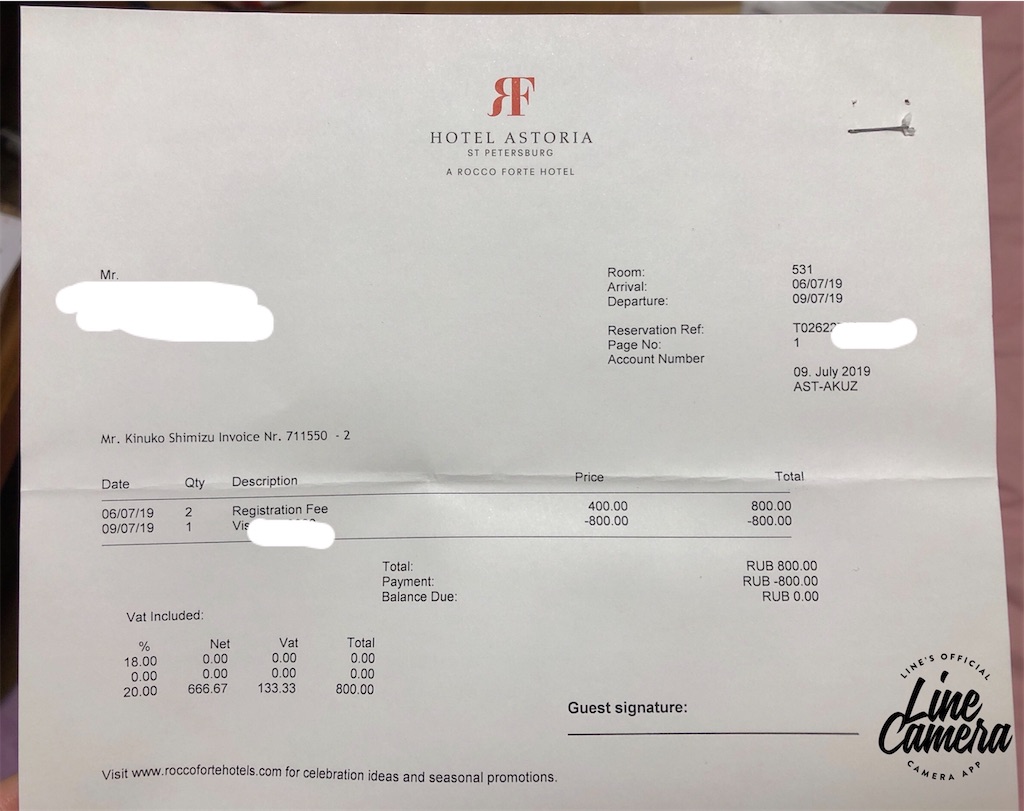 RF
HOTEL ASTORIA
ST PETERSBURG
A ROCCO FORTE HOTEL
Mr.
Room: 531
Arrival: 06/07/19
Departure: 09/07/19
Reservation Ref: T02622
Page No: 1
Account Number
09. July 2019
AST-AKUZ
Mr. Kinuko Shimizu Invoice Nr. 711550 - 2
Date Qty Description Price Total
06/07/19 2 Registration Fee 400.00 800.00
09/07/19 1 Vis -800.00 -800.00
Total: RUB 800.00
Payment: RUB -800.00
Balance Due: RUB 0.00
Vat Included:
% Net Vat Total
18.00 0.00 0.00 0.00
0.00 0.00 0.00 0.00
20.00 666.67 133.33 800.00
Guest signature:
Visit www.roccofortehotels.com for celebration ideas and seasonal promotions.
LINE'S OFFICIAL
Line
Camera
CAMERA APP